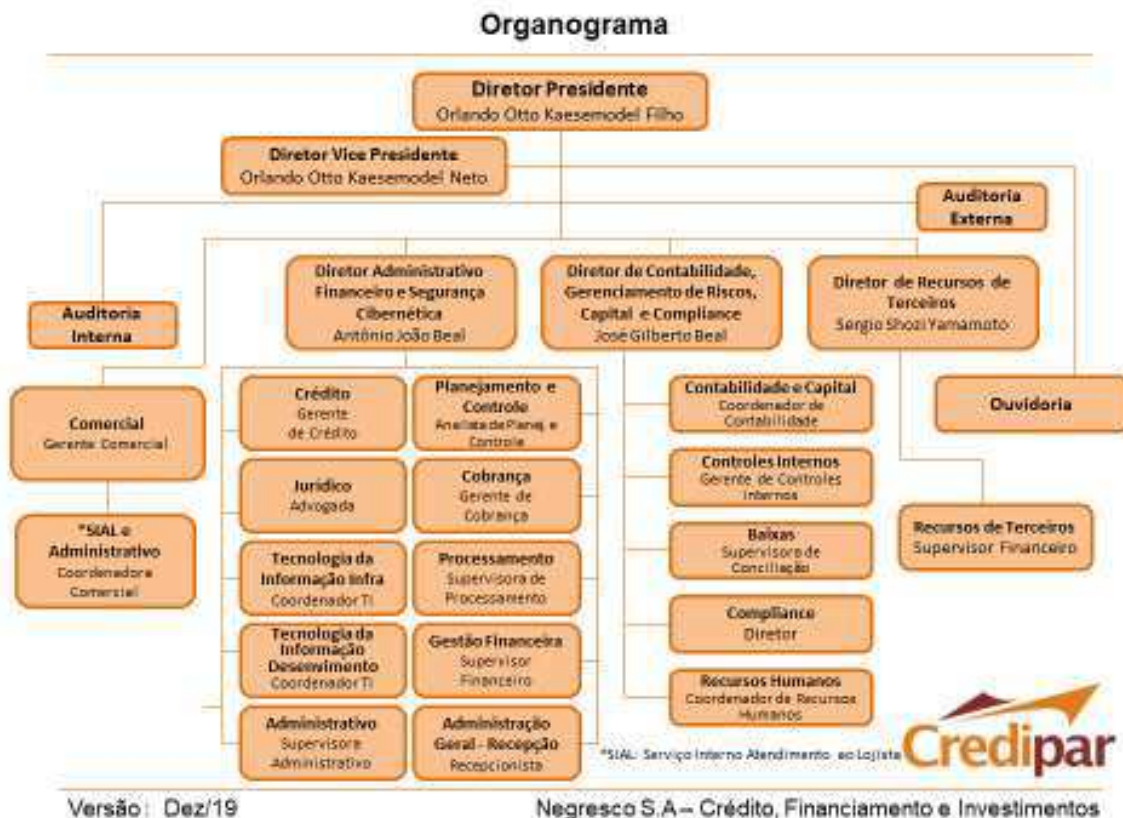 Organograma
Diretor Presidente
Orlando Otto Kaesemodel Filho
Diretor Vice Presidente
Orlando Otto Kaesemodel Neto
Auditoria
Externa
Diretor Administrativo
Financeiro e Segurança
Cibernética
Antônio João Beal
Diretor de Contabilidade,
Gerenciamento de Riscos,
Capital e Compliance
José Gilberto Beal
Diretor de Recursos de
Terceiros
Sergio Shozi Yamamoto
Auditoria
Interna
Comercial
Gerente Comercial
*SIAL e
Administrativo
Coordenadora
Comercial
Crédito
Gerente
de Crédito
Planejamento e
Controle
Analista de Planej. e
Controle
Jurídico
Advogada
Cobrança
Gerente de
Cobrança
Tecnologia da
Informação Infra
Coordenador TI
Processamento
Supervisora de
Processamento
Tecnologia da
Informação
Desenvimento
Coordenador TI
Gestão Financeira
Supervisor
Financeiro
Administrativo
Supervisora
Administrativo
Administração
Geral - Recepção
Recepcionista
Contabilidade e Capital
Coordenador de
Contabilidade
Controles Internos
Gerente de Controles
Internos
Baixas
Supervisora de
Conciliação
Compliance
Diretor
Recursos Humanos
Coordenador de Recursos
Humanos
Ouvidoria
Recursos de Terceiros
Supervisor Financeiro
*SIAL: Serviço Interno Atendimento ao Lojista
Credipar
Versão: Dez/19
Negresco S.A – Crédito, Financiamento e Investimentos